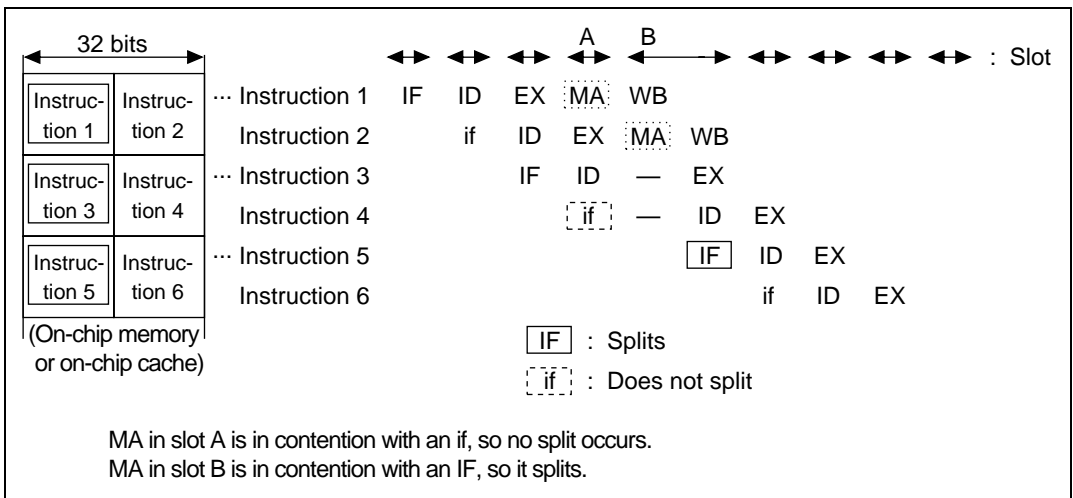 32 bits
A B
: Slot
Instruc-
tion 1
Instruc-
tion 2
··· Instruction 1 IF ID EX MA WB
Instruction 2 if ID EX MA WB
Instruc-
tion 3
Instruc-
tion 4
··· Instruction 3 IF ID — EX
Instruction 4 if — ID EX
Instruc-
tion 5
Instruc-
tion 6
··· Instruction 5 IF ID EX
Instruction 6 if ID EX
(On-chip memory
or on-chip cache)
IF : Splits
if : Does not split
MA in slot A is in contention with an if, so no split occurs.
MA in slot B is in contention with an IF, so it splits.